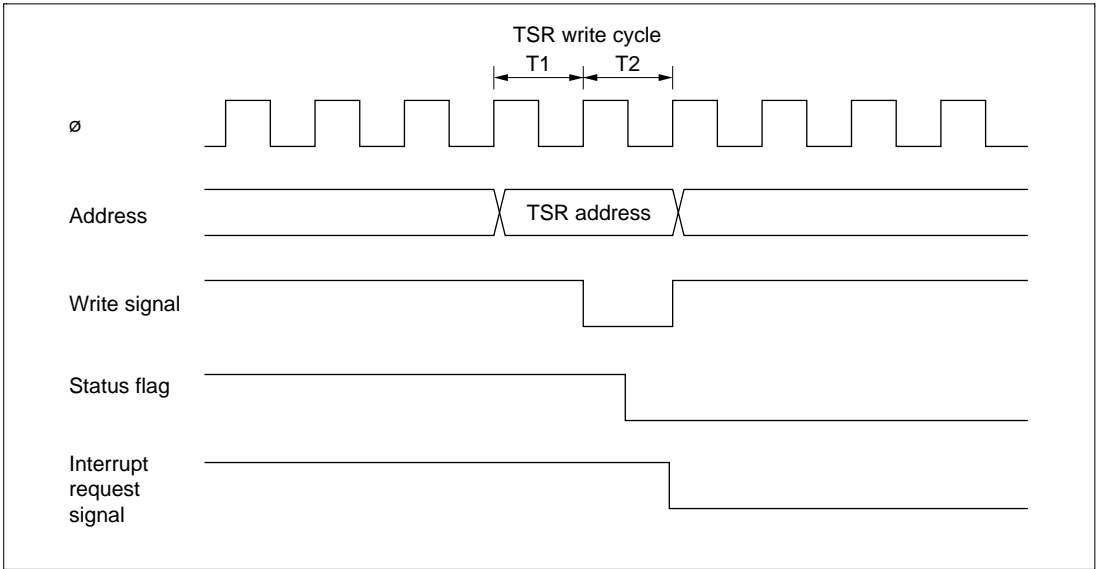 TSR write cycle
T1 T2
ø
Address
TSR address
Write signal
Status flag
Interrupt
request
signal